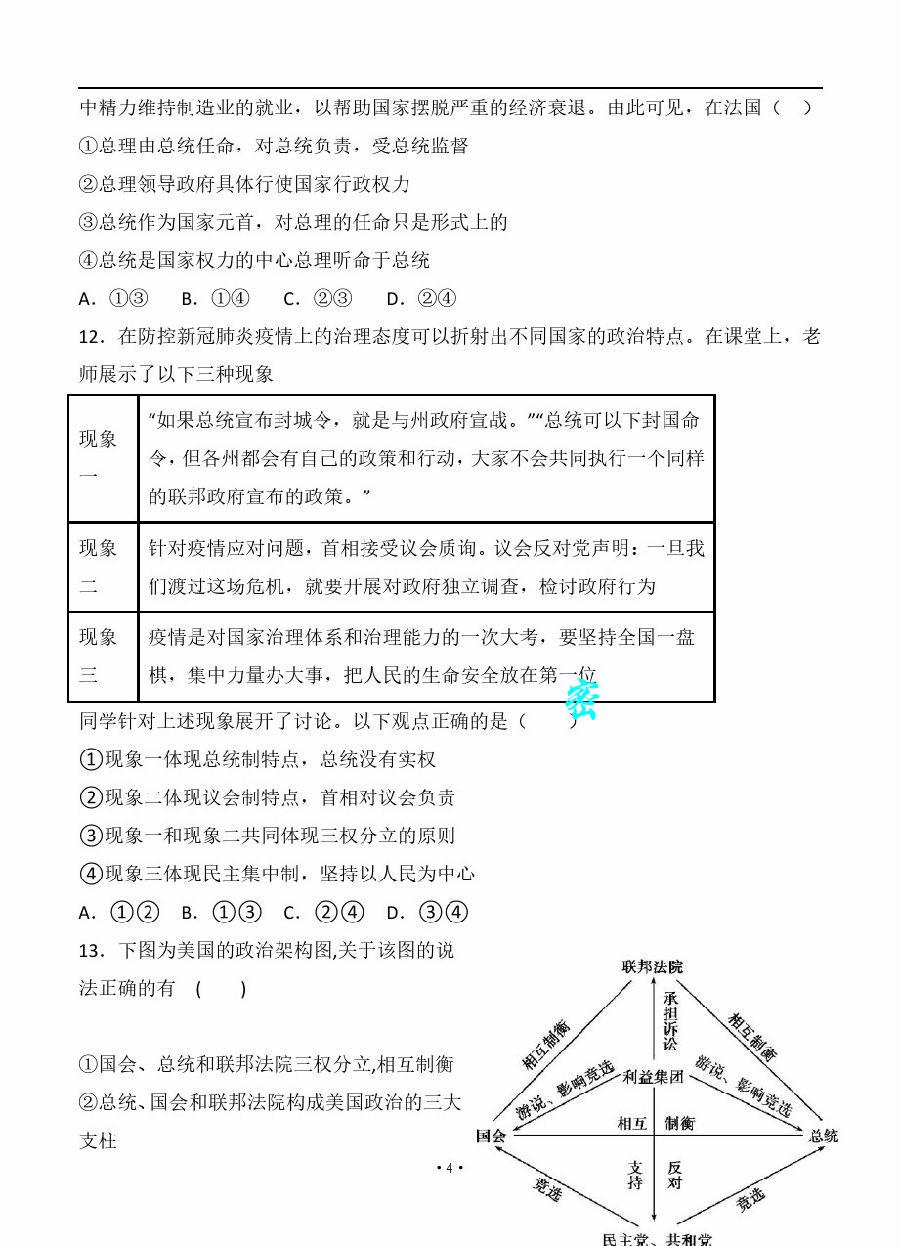 中精力维持制造业的就业，以帮助国家摆脱严重的经济衰退。由此可见，在法国（　）
①总理由总统任命，对总统负责，受总统监督
②总理领导政府具体行使国家行政权力
③总统作为国家元首，对总理的任命只是形式上的
④总统是国家权力的中心总理听命于总统
A．①③　B．①④　C．②③　D．②④
12．在防控新冠肺炎疫情上的治理态度可以折射出不同国家的政治特点。在课堂上，老
师展示了以下三种现象
现象
一
“如果总统宣布封城令，就是与州政府宣战。”“总统可以下封国命
令，但各州都会有自己的政策和行动，大家不会共同执行一个同样
的联邦政府宣布的政策。”
现象
二
针对疫情应对问题，首相接受议会质询。议会反对党声明：一旦我
们渡过这场危机，就要开展对政府独立调查，检讨政府行为
现象
三
疫情是对国家治理体系和治理能力的一次大考，要坚持全国一盘
棋，集中力量办大事，把人民的生命安全放在第一位
密
同学针对上述现象展开了讨论。以下观点正确的是（　　）
①现象一体现总统制特点，总统没有实权
②现象二体现议会制特点，首相对议会负责
③现象一和现象二共同体现三权分立的原则
④现象三体现民主集中制，坚持以人民为中心
A．①②　B．①③　C．②④　D．③④
13．下图为美国的政治架构图,关于该图的说
法正确的有　(　　)
①国会、总统和联邦法院三权分立,相互制衡
②总统、国会和联邦法院构成美国政治的三大
支柱
联邦法院
承担诉讼
相互制衡
相互制衡
利益集团
游说、影响竞选
游说、影响竞选
相互　制衡
国会
总统
支持
反对
竞选
竞选
民主党、共和党
• 4 •